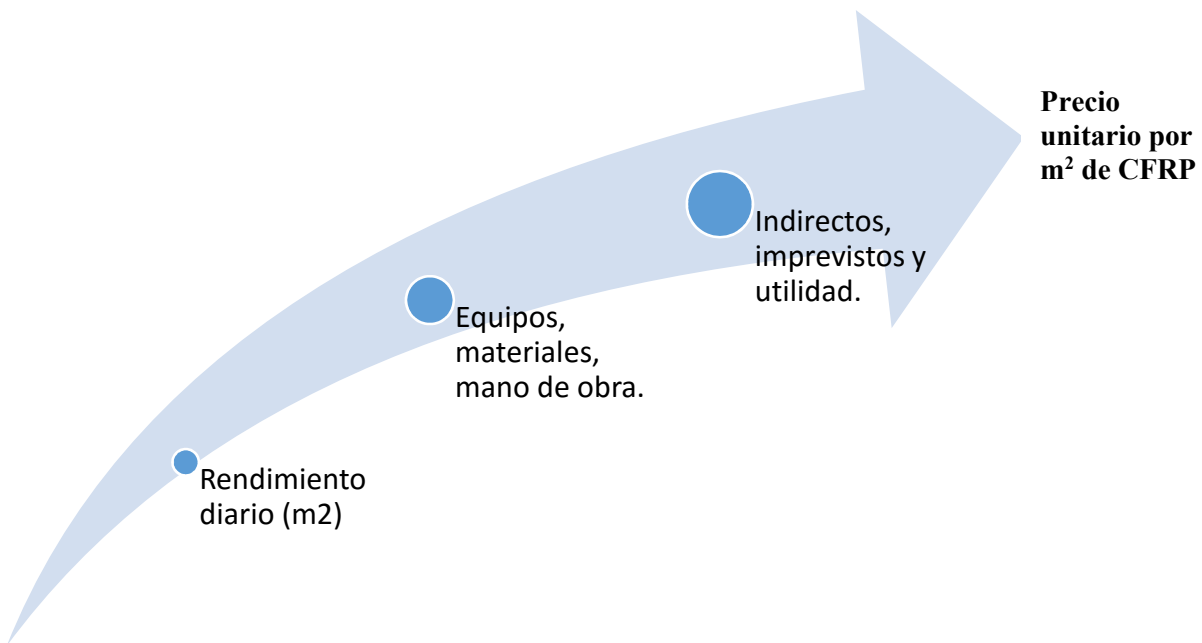 Precio
unitario por
m² de CFRP
Indirectos,
imprevistos y
utilidad.
Equipos,
materiales,
mano de obra.
Rendimiento
diario (m2)